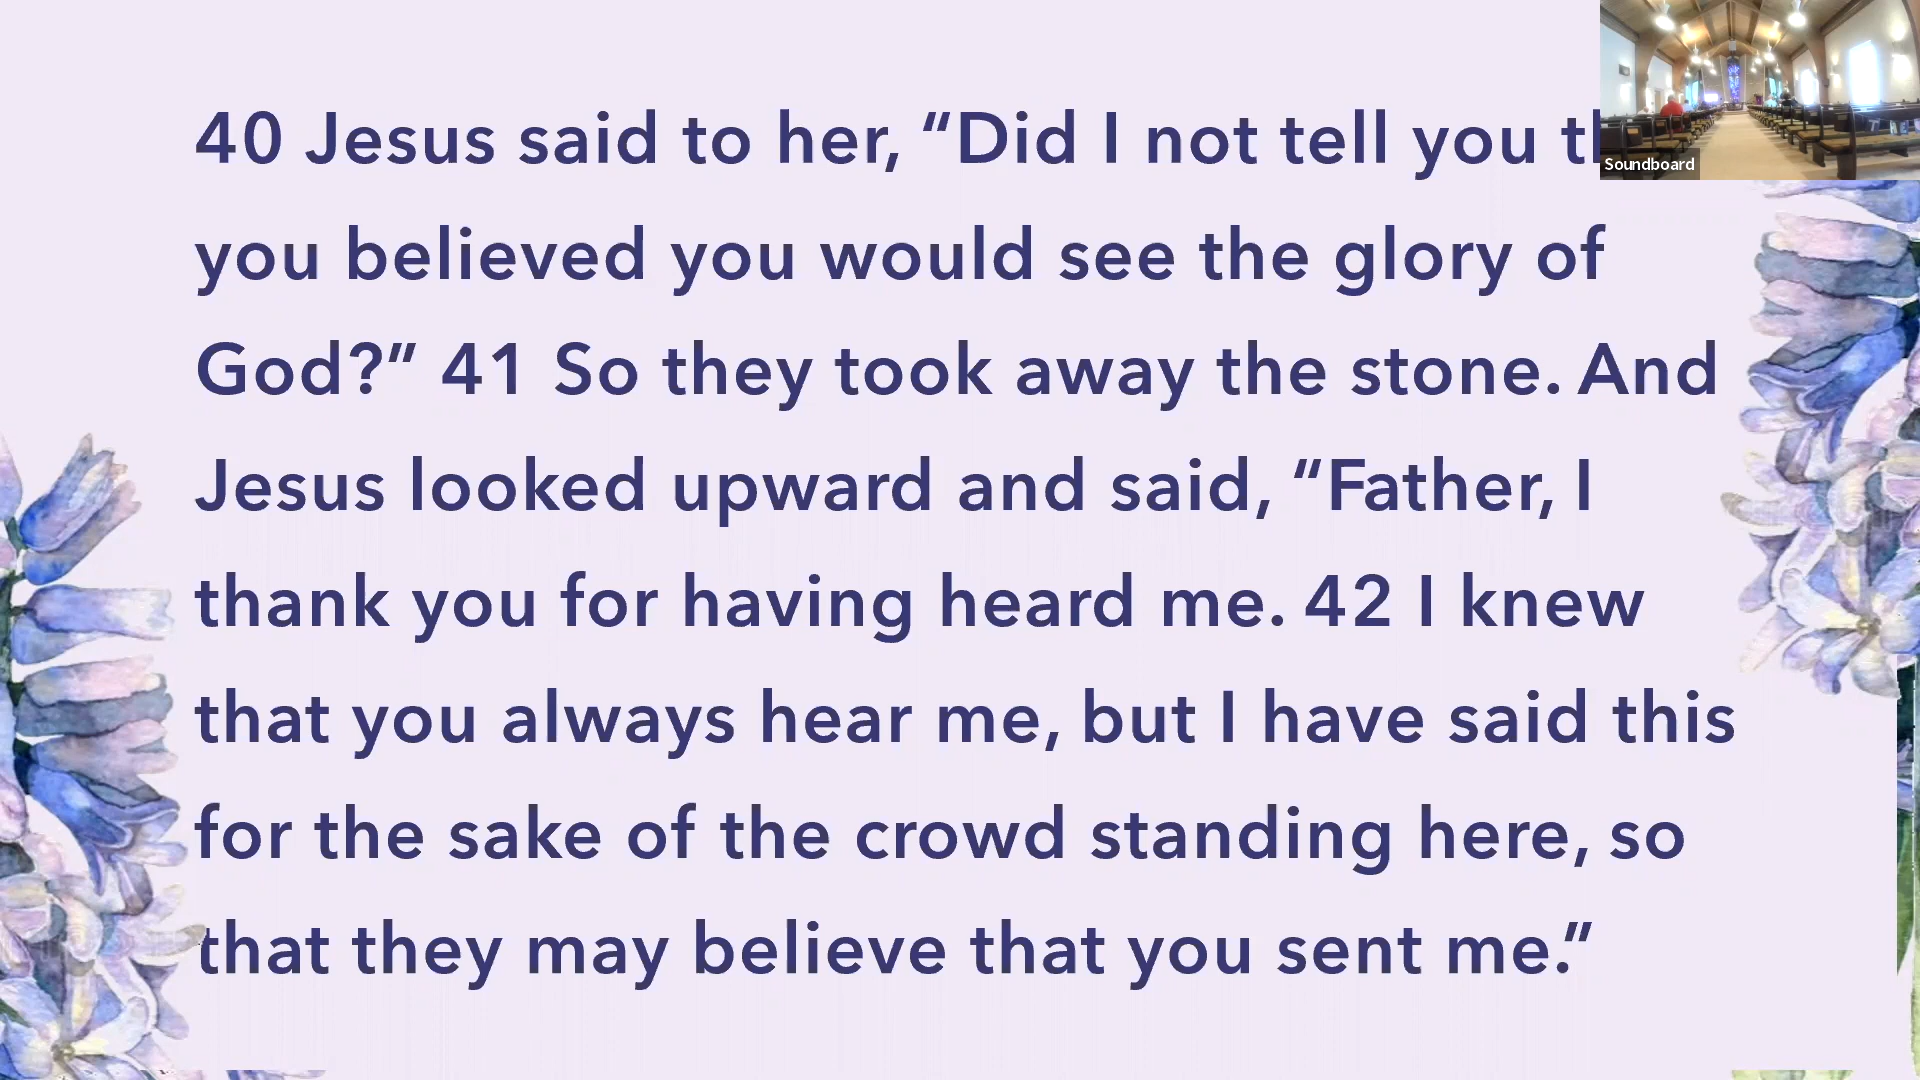 40 Jesus said to her, “Did I not tell you
you believed you would see the glory of
God?” 41 So they took away the stone. And
Jesus looked upward and said, “Father, I
thank you for having heard me. 42 I knew
that you always hear me, but I have said this
for the sake of the crowd standing here, so
that they may believe that you sent me.”
Soundboard